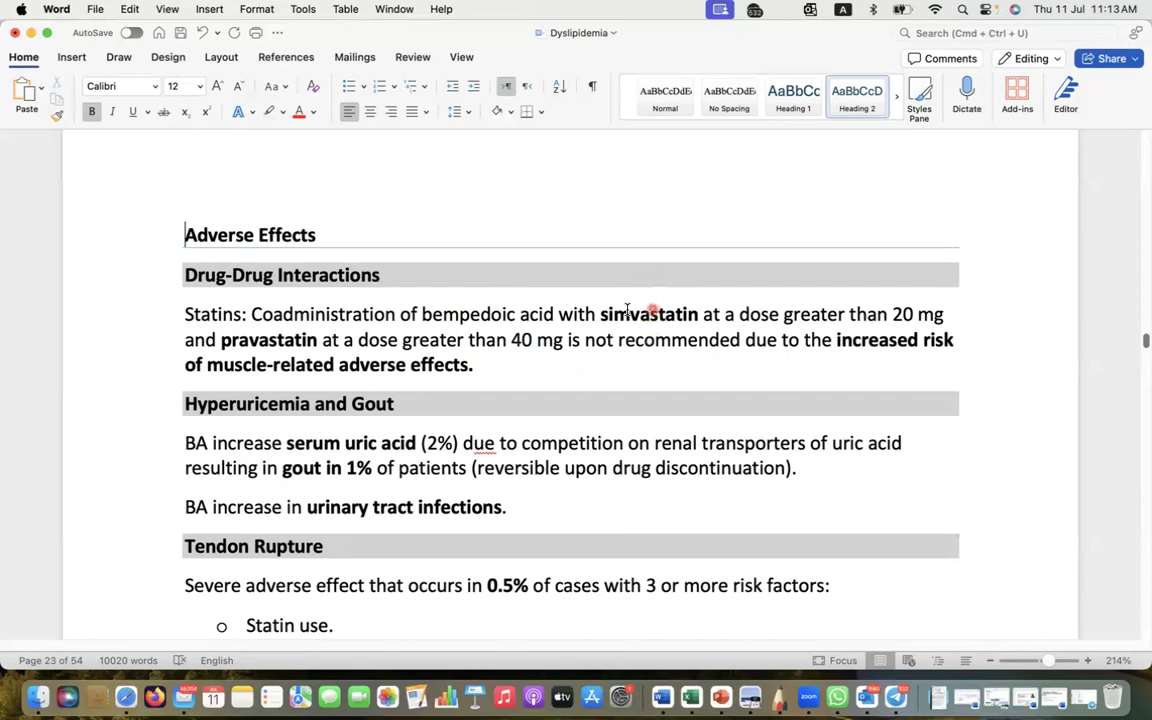 Word File Edit View Insert Format Tools Table Window Help 532 A Thu 11 Jul 11:13 AM
AutoSave Dyslipidemia Search (Cmd + Ctrl + U)
Home Insert Draw Design Layout References Mailings Review View Comments Editing Share
Paste Calibri 12 Aa AaBbCcDdEe Normal AaBbCcDdEe No Spacing AaBbCc Heading 1 AaBbCcD Heading 2 Styles Pane Dictate Add-ins Editor
Adverse Effects
Drug-Drug Interactions
Statins: Coadministration of bempedoic acid with simvastatin at a dose greater than 20 mg
and pravastatin at a dose greater than 40 mg is not recommended due to the increased risk
of muscle-related adverse effects.
Hyperuricemia and Gout
BA increase serum uric acid (2%) due to competition on renal transporters of uric acid
resulting in gout in 1% of patients (reversible upon drug discontinuation).
BA increase in urinary tract infections.
Tendon Rupture
Severe adverse effect that occurs in 0.5% of cases with 3 or more risk factors:
o Statin use.
Page 23 of 54 10020 words English Focus 214%